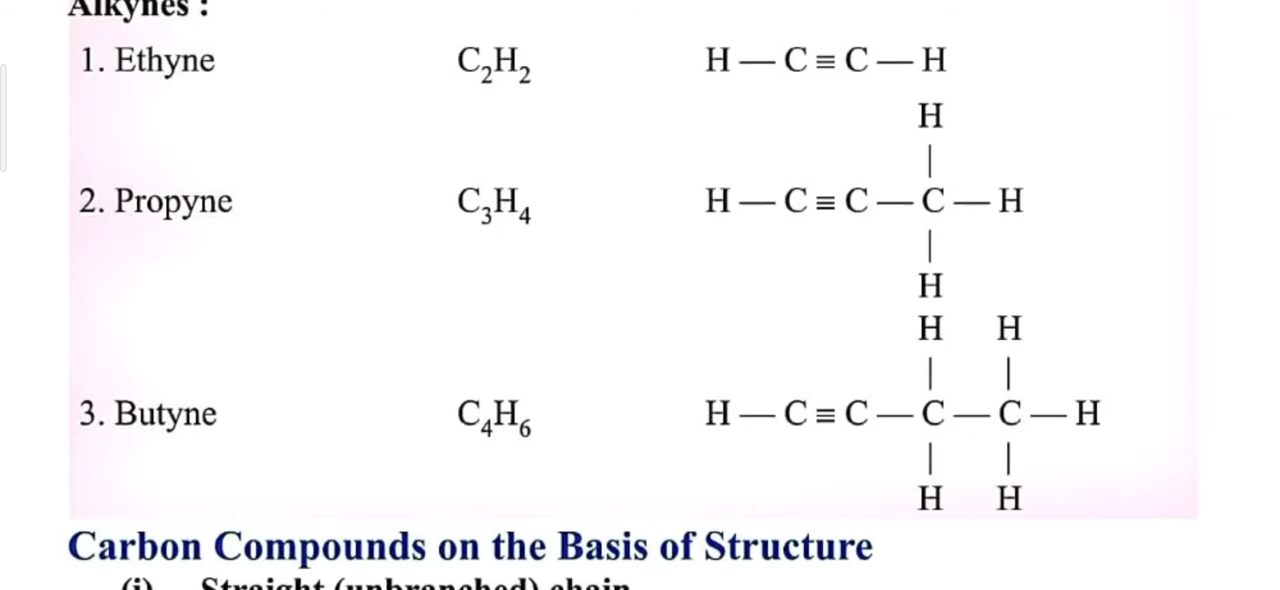 Alkynes :
1. Ethyne C₂H₂ H — C ≡ C — H
H
|
2. Propyne C₃H₄ H — C ≡ C — C — H
|
H
H H
| |
3. Butyne C₄H₆ H — C ≡ C — C — C — H
| |
H H
Carbon Compounds on the Basis of Structure
(i) Straight (unbranched) chain